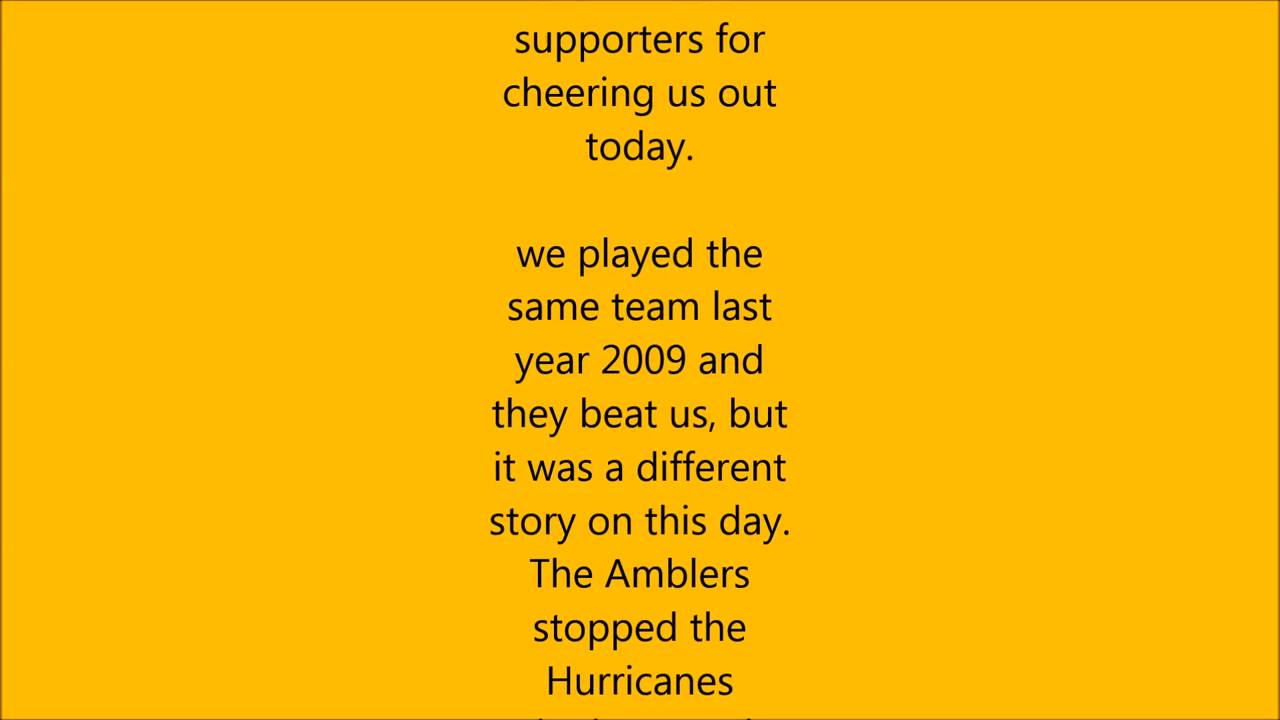 supporters for
cheering us out
today.
we played the
same team last
year 2009 and
they beat us, but
it was a different
story on this day.
The Amblers
stopped the
Hurricanes